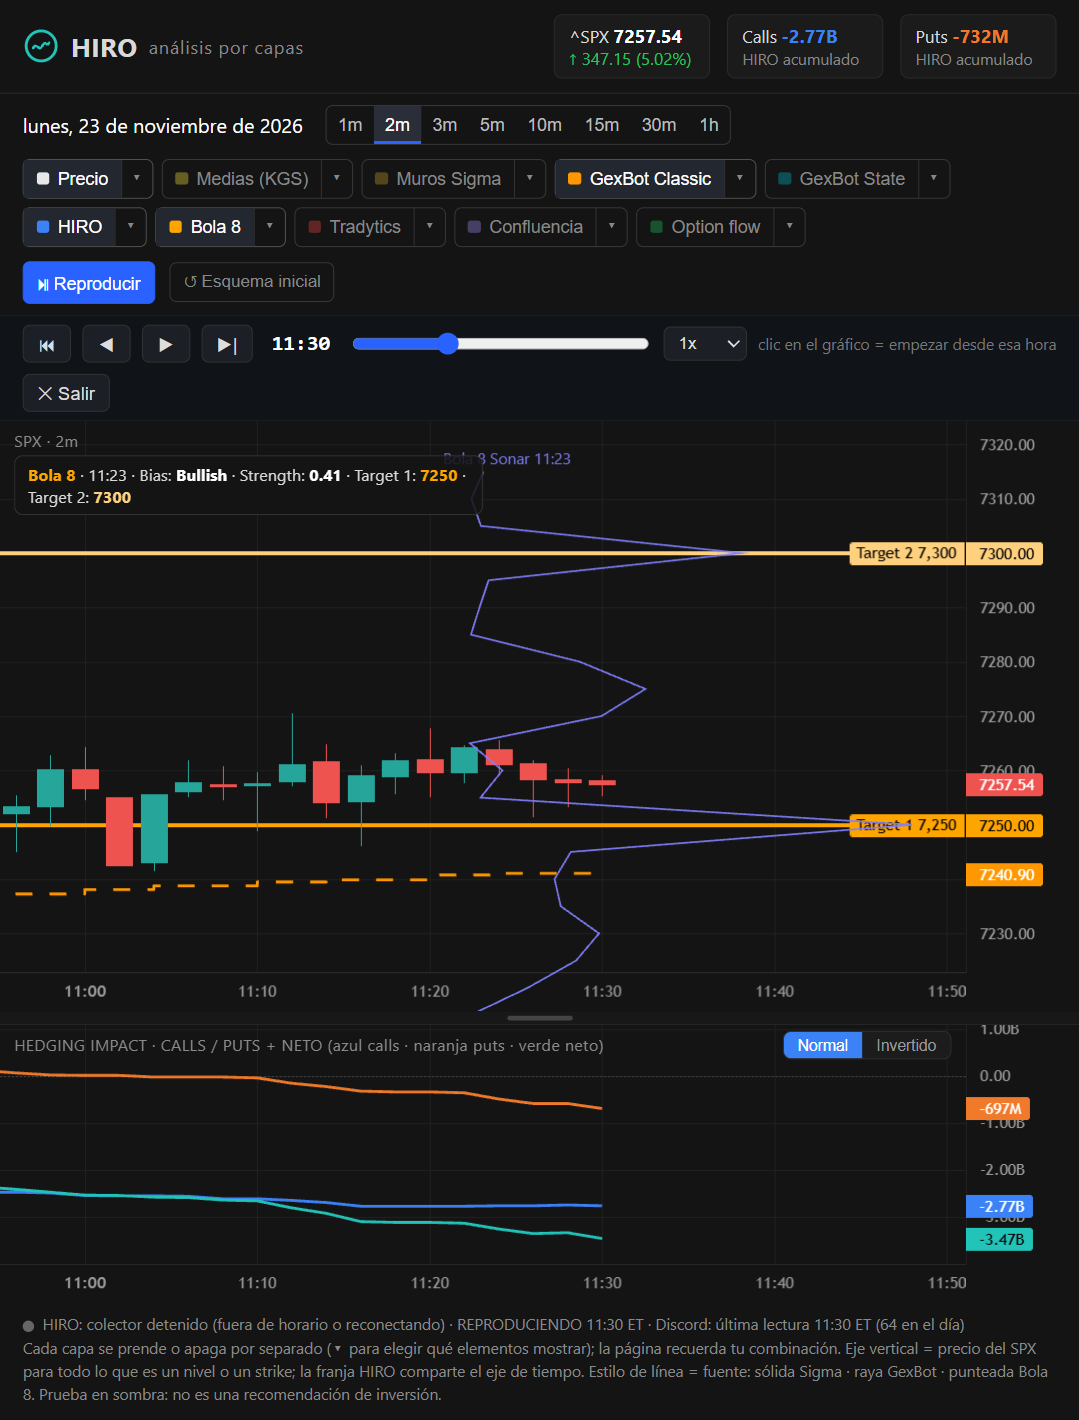 HIRO análisis por capas
^SPX 7257.54
↑ 347.15 (5.02%)
Calls -2.77B
HIRO acumulado
Puts -732M
HIRO acumulado
lunes, 23 de noviembre de 2026
1m 2m 3m 5m 10m 15m 30m 1h
Precio ▾ Medias (KGS) ▾ Muros Sigma ▾ GexBot Classic ▾ GexBot State ▾
HIRO ▾ Bola 8 ▾ Tradytics ▾ Confluencia ▾ Option flow ▾
Reproducir ↺ Esquema inicial
11:30 1x clic en el gráfico = empezar desde esa hora
✕ Salir
SPX · 2m
Bola 8 Sonar 11:23
Bola 8 · 11:23 · Bias: Bullish · Strength: 0.41 · Target 1: 7250 ·
Target 2: 7300
7320.00
7310.00
Target 2 7,300 7300.00
7290.00
7280.00
7270.00
7260.00
7257.54
Target 1 7,250 7250.00
7240.90
7230.00
11:00 11:10 11:20 11:30 11:40 11:50
HEDGING IMPACT · CALLS / PUTS + NETO (azul calls · naranja puts · verde neto)
Normal Invertido
1.00B
0.00
-697M
-1.00B
-2.00B
-2.77B
-3.00B
-3.47B
11:00 11:10 11:20 11:30 11:40 11:50
HIRO: colector detenido (fuera de horario o reconectando) · REPRODUCIENDO 11:30 ET · Discord: última lectura 11:30 ET (64 en el día)
Cada capa se prende o apaga por separado (▾ para elegir qué elementos mostrar); la página recuerda tu combinación. Eje vertical = precio del SPX
para todo lo que es un nivel o un strike; la franja HIRO comparte el eje de tiempo. Estilo de línea = fuente: sólida Sigma · raya GexBot · punteada Bola
8. Prueba en sombra: no es una recomendación de inversión.